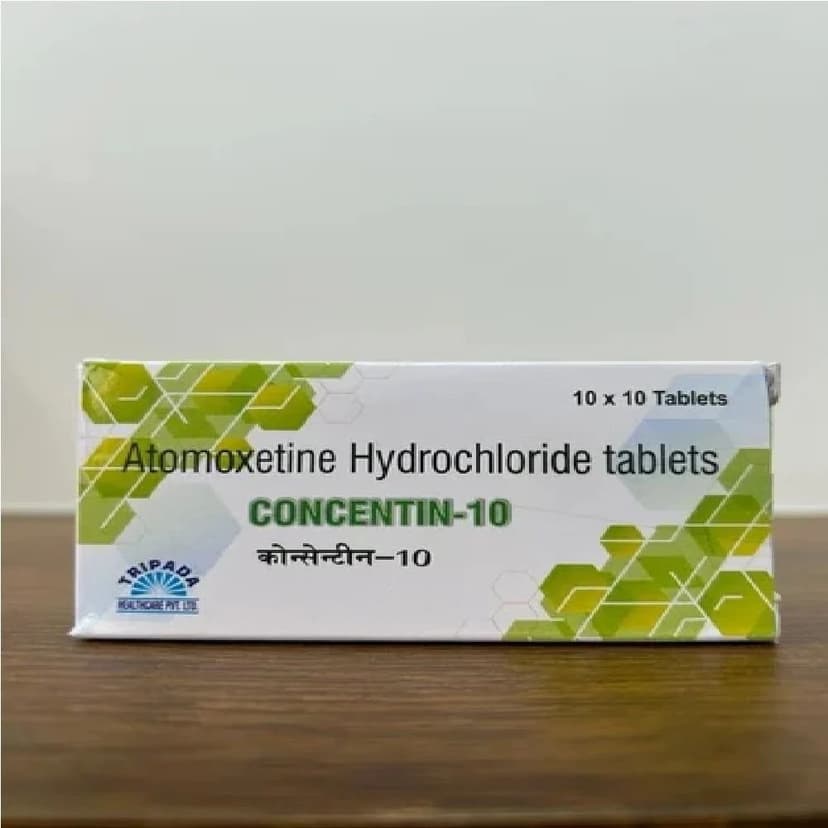 10 x 10 Tablets
Atomoxetine Hydrochloride tablets
CONCENTIN-10
कोन्सेन्टीन–10
TRIPADA
HEALTHCARE PVT. LTD.